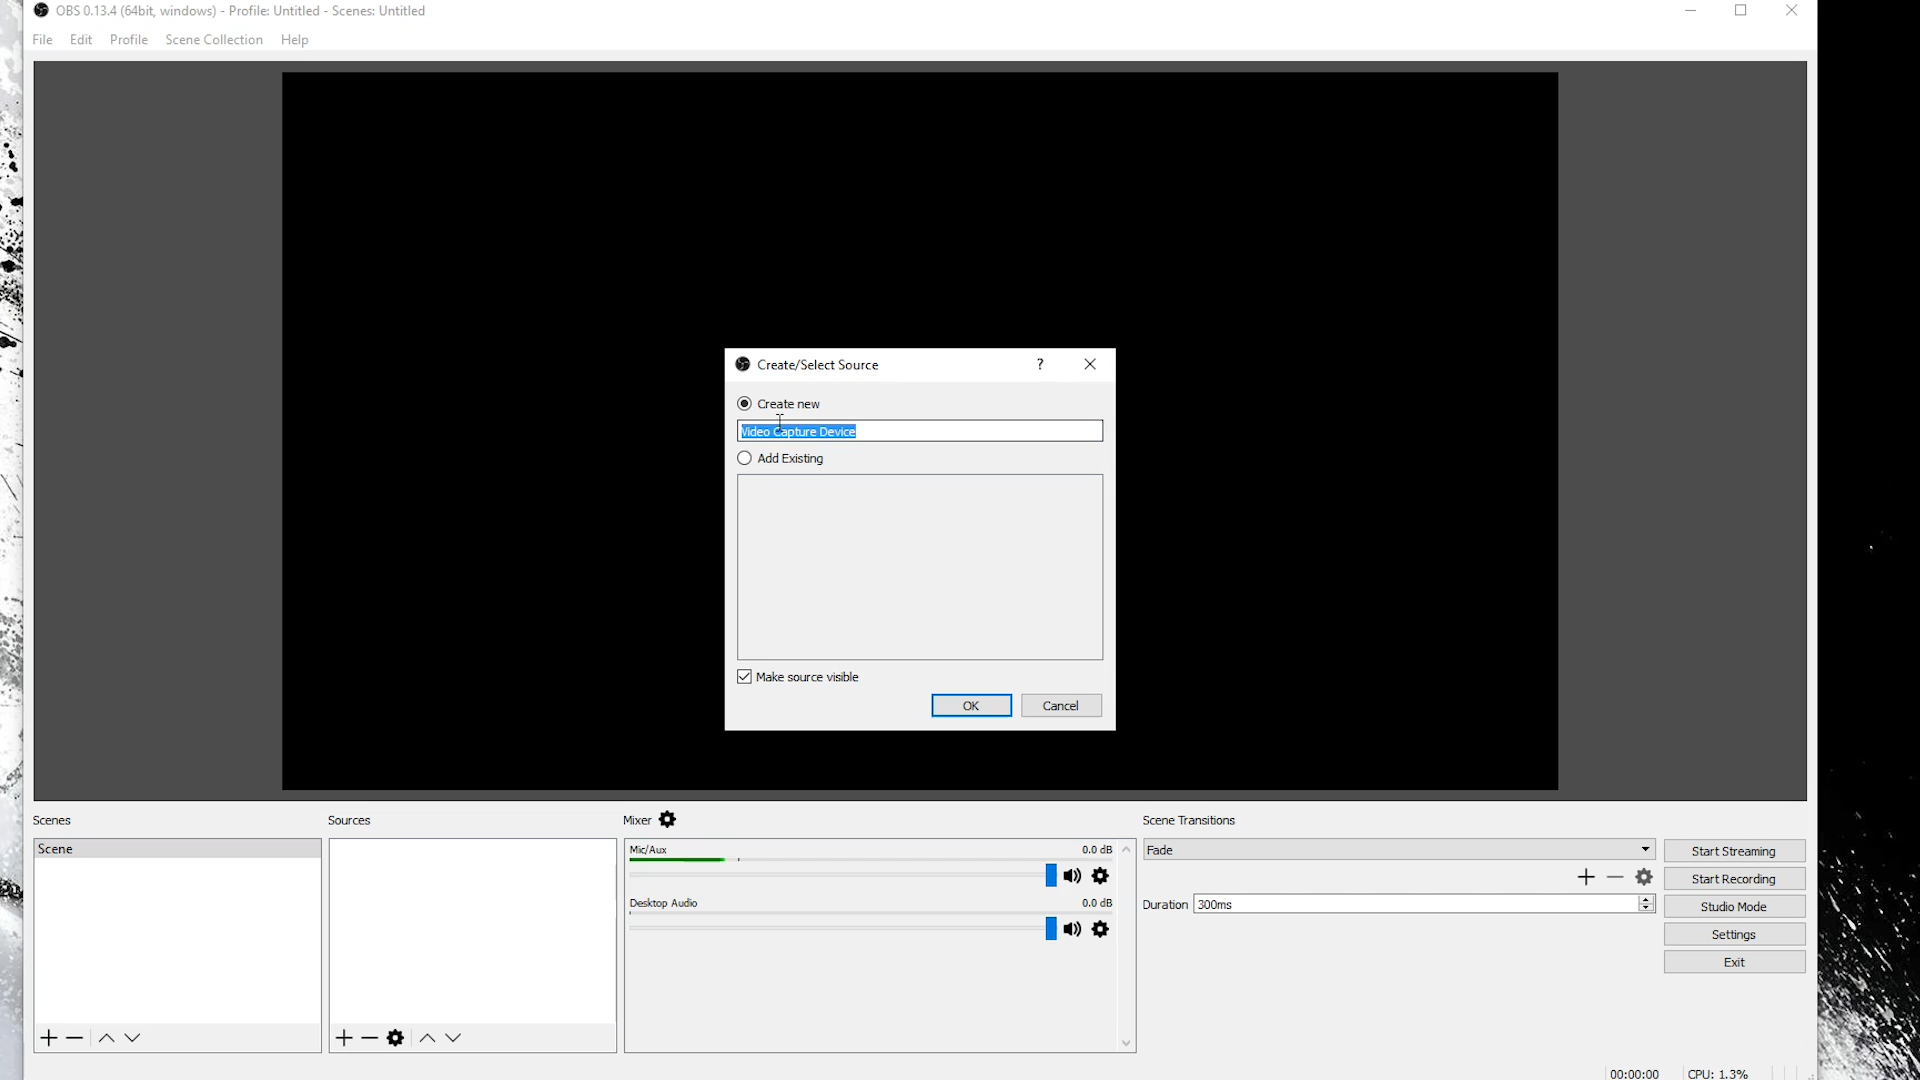 OBS 0.13.4 (64bit, windows) - Profile: Untitled - Scenes: Untitled
File Edit Profile Scene Collection Help
Create/Select Source ?
Create new
Video Capture Device
Add Existing
Make source visible
OK Cancel
Scenes
Scene
Sources
Mixer
Mic/Aux 0.0 dB
Desktop Audio 0.0 dB
Scene Transitions
Fade
Duration 300ms
Start Streaming
Start Recording
Studio Mode
Settings
Exit
00:00:00 CPU: 1.3%